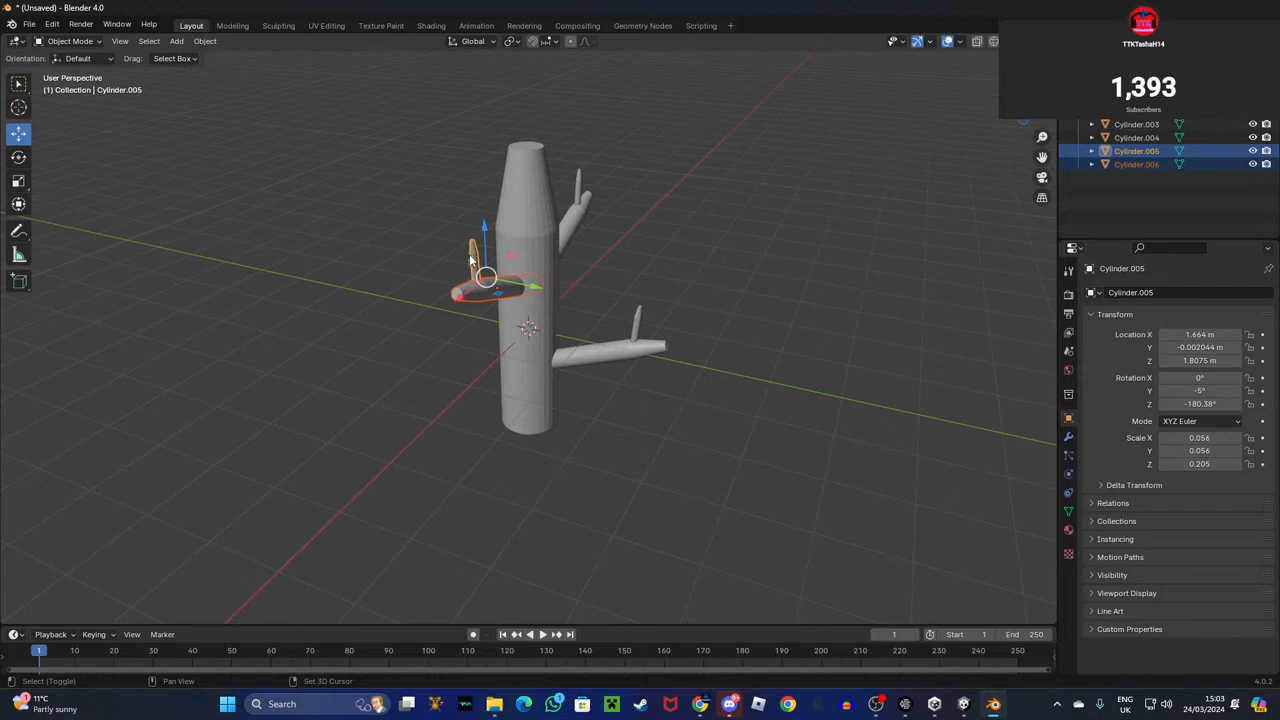 * (Unsaved) - Blender 4.0
File Edit Render Window Help Layout Modeling Sculpting UV Editing Texture Paint Shading Animation Rendering Compositing Geometry Nodes Scripting +
Object Mode View Select Add Object Global
Orientation: Default Drag: Select Box
User Perspective
(1) Collection | Cylinder.005
TTK
TTKTashaH14
1,393
Subscribers
Cylinder.003
Cylinder.004
Cylinder.005
Cylinder.006
Cylinder.005
Cylinder.005
Transform
Location X 1.664 m
Y -0.002044 m
Z 1.8075 m
Rotation X 0°
Y -5°
Z -180.38°
Mode XYZ Euler
Scale X 0.056
Y 0.056
Z 0.205
Delta Transform
Relations
Collections
Instancing
Motion Paths
Visibility
Viewport Display
Line Art
Custom Properties
Playback Keying View Marker 1 Start 1 End 250
1 10 20 30 40 50 60 70 80 90 100 110 120 130 140 150 160 170 180 190 200 210 220 230 240 250
Select (Toggle) Pan View Set 3D Cursor 4.0.2
11°C
Partly sunny
Search
ENG
UK
15:03
24/03/2024